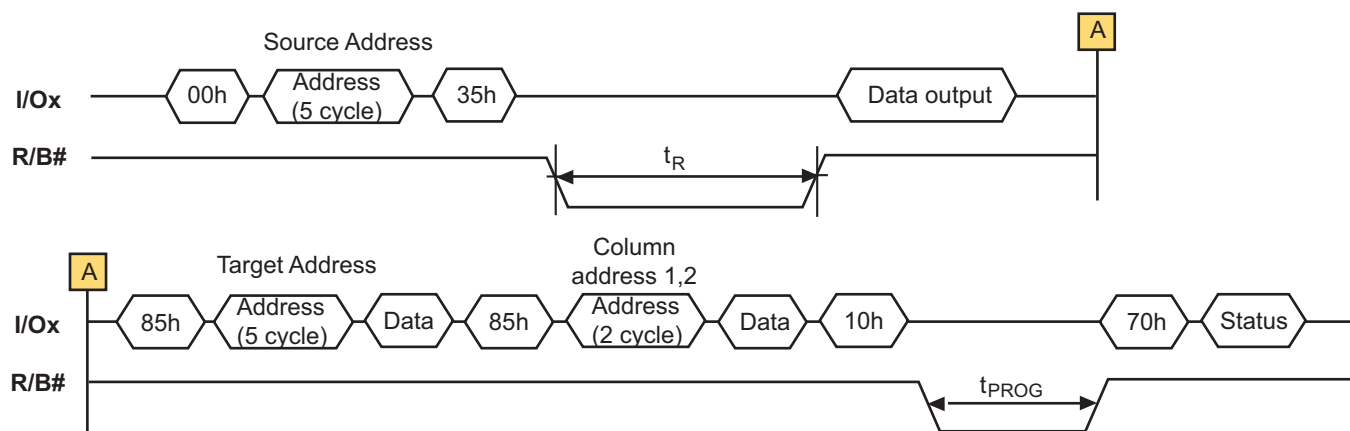 Source Address
A
I/Ox
00h
Address
(5 cycle)
35h
Data output
R/B#
tR
A
Target Address
Column
address 1,2
I/Ox
85h
Address
(5 cycle)
Data
85h
Address
(2 cycle)
Data
10h
70h
Status
R/B#
tPROG